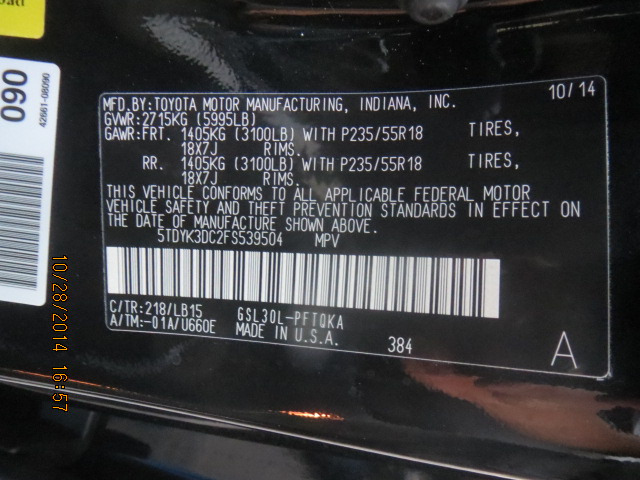 MFD.BY:TOYOTA MOTOR MANUFACTURING, INDIANA, INC. 10/14
GVWR:2715KG (5995LB)
GAWR:FRT. 1405KG (3100LB) WITH P235/55R18 TIRES,
18X7J RIMS.
RR. 1405KG (3100LB) WITH P235/55R18 TIRES,
18X7J RIMS.
THIS VEHICLE CONFORMS TO ALL APPLICABLE FEDERAL MOTOR
VEHICLE SAFETY AND THEFT PREVENTION STANDARDS IN EFFECT ON
THE DATE OF MANUFACTURE SHOWN ABOVE.
5TDYK3DC2FS539504 MPV
C/TR:218/LB15 GSL30L-PFTQKA
A/TM:-01A/U660E MADE IN U.S.A. 384 A
090
42661-08090
10/28/2014 16:57